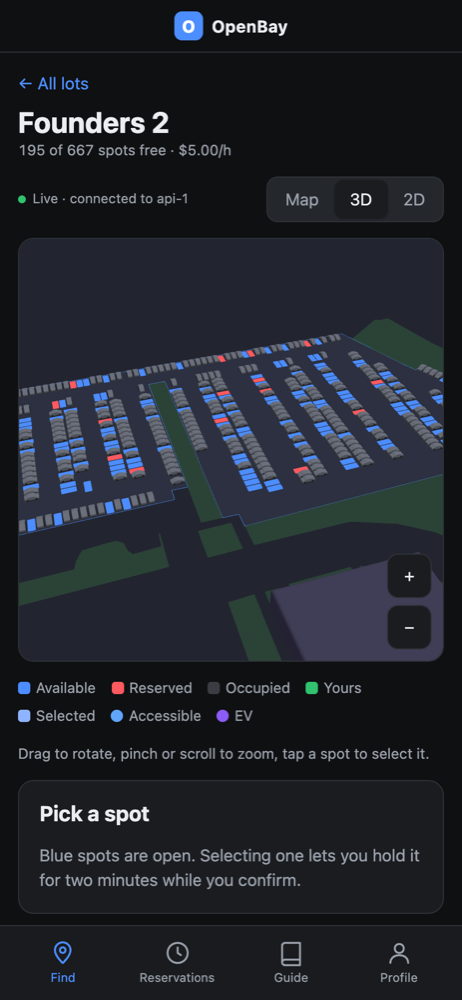 O OpenBay
← All lots
Founders 2
195 of 667 spots free · $5.00/h
Live · connected to api-1
Map 3D 2D
+
−
Available Reserved Occupied Yours
Selected Accessible EV
Drag to rotate, pinch or scroll to zoom, tap a spot to select it.
Pick a spot
Blue spots are open. Selecting one lets you hold it
for two minutes while you confirm.
Find Reservations Guide Profile